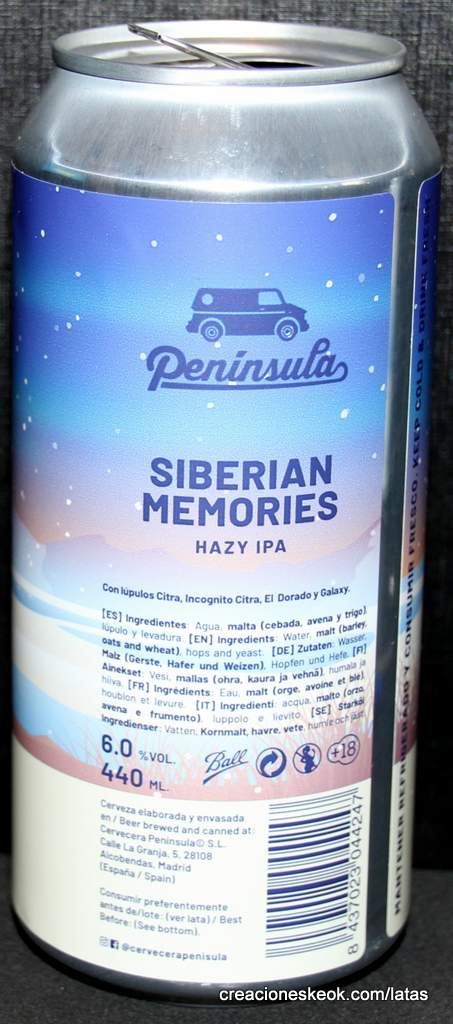 Península
SIBERIAN
MEMORIES
HAZY IPA
Con lúpulos Citra, Incognito Citra, El Dorado y Galaxy.
[ES] Ingredientes: Agua, malta (cebada, avena y trigo),
lúpulo y levadura. [EN] Ingredients: Water, malt (barley,
oats and wheat), hops and yeast. [DE] Zutaten: Wasser,
Malz (Gerste, Hafer und Weizen), Hopfen und Hefe. [FI]
Ainekset: Vesi, mallas (ohra, kaura ja vehnä), humala ja
hiiva. [FR] Ingrédients: Eau, malt (orge, avoine et blé),
houblon et levure. [IT] Ingredienti: acqua, malto (orzo,
avena e frumento), luppolo e lievito. [SE] Starköl
Ingredienser: Vatten, Kornmalt, havre, vete, humle och jäst.
6.0 %VOL.
440 ML.
Ball
+18
Cerveza elaborada y envasada
en / Beer brewed and canned at:
Cervecera Península© S.L.
Calle La Granja, 5, 28108
Alcobendas, Madrid
(España / Spain)
Consumir preferentemente
antes de/lote: (ver lata) / Best
Before: (See bottom).
@cervecerapenisula
8 437023 044247
MANTENER REFRIGERADO Y CONSUMIR FRESCO. KEEP COLD & DRINK FRESH
creacioneskeok.com/latas